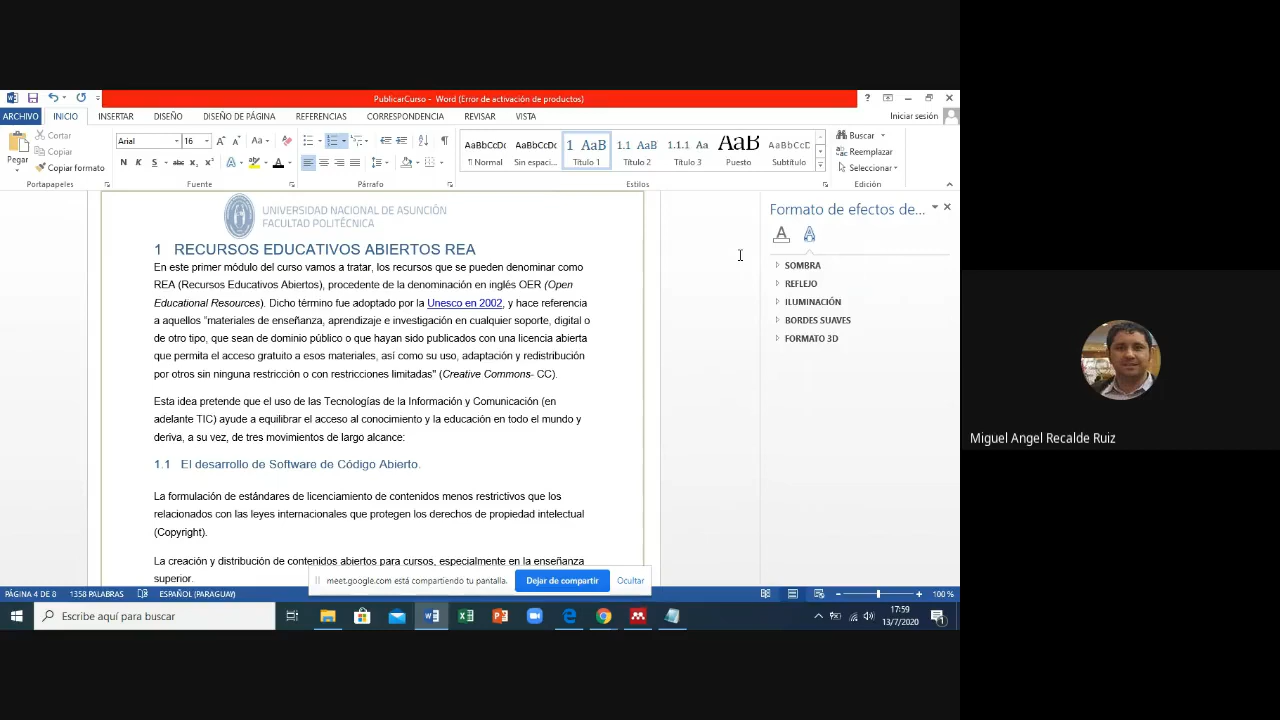 PublicarCurso - Word (Error de activación de productos)
ARCHIVO INICIO INSERTAR DISEÑO DISEÑO DE PÁGINA REFERENCIAS CORRESPONDENCIA REVISAR VISTA Iniciar sesión
Pegar
Cortar
Copiar
Copiar formato
Portapapeles
Arial 16
N K S abc x₂ x²
Fuente
Párrafo
AaBbCcDc AaBbCcDc 1 AaB 1.1 AaB 1.1.1 Aa AaB AaBbCcDc
¶ Normal Sin espaci... Título 1 Título 2 Título 3 Puesto Subtítulo
Estilos
Buscar
Reemplazar
Seleccionar
Edición
UNIVERSIDAD NACIONAL DE ASUNCIÓN
FACULTAD POLITÉCNICA
1 RECURSOS EDUCATIVOS ABIERTOS REA
En este primer módulo del curso vamos a tratar, los recursos que se pueden denominar como
REA (Recursos Educativos Abiertos), procedente de la denominación en inglés OER (Open
Educational Resources). Dicho término fue adoptado por la Unesco en 2002, y hace referencia
a aquellos "materiales de enseñanza, aprendizaje e investigación en cualquier soporte, digital o
de otro tipo, que sean de dominio público o que hayan sido publicados con una licencia abierta
que permita el acceso gratuito a esos materiales, así como su uso, adaptación y redistribución
por otros sin ninguna restricción o con restricciones limitadas" (Creative Commons- CC).
Esta idea pretende que el uso de las Tecnologías de la Información y Comunicación (en
adelante TIC) ayude a equilibrar el acceso al conocimiento y la educación en todo el mundo y
deriva, a su vez, de tres movimientos de largo alcance:
1.1 El desarrollo de Software de Código Abierto.
La formulación de estándares de licenciamiento de contenidos menos restrictivos que los
relacionados con las leyes internacionales que protegen los derechos de propiedad intelectual
(Copyright).
La creación y distribución de contenidos abiertos para cursos, especialmente en la enseñanza
superior.
Formato de efectos de...
SOMBRA
REFLEJO
ILUMINACIÓN
BORDES SUAVES
FORMATO 3D
Miguel Angel Recalde Ruiz
meet.google.com está compartiendo tu pantalla. Dejar de compartir Ocultar
PÁGINA 4 DE 8 1358 PALABRAS ESPAÑOL (PARAGUAY) 100 %
Escribe aquí para buscar
17:59
13/7/2020
1